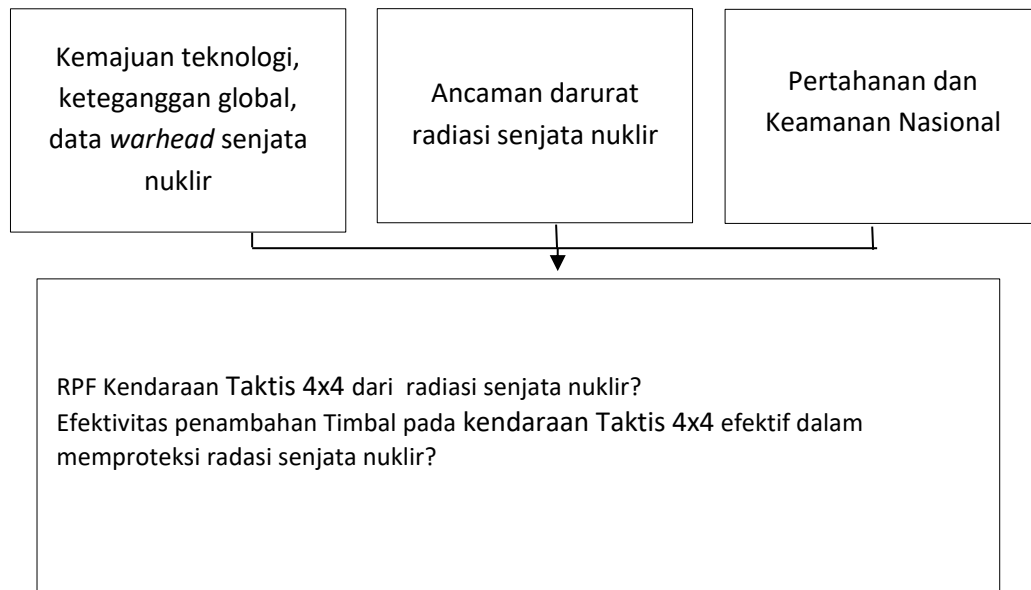 Kemajuan teknologi,
keteganggan global,
data warhead senjata
nuklir
Ancaman darurat
radiasi senjata nuklir
Pertahanan dan
Keamanan Nasional
RPF Kendaraan Taktis 4x4 dari radiasi senjata nuklir?
Efektivitas penambahan Timbal pada kendaraan Taktis 4x4 efektif dalam
memproteksi radasi senjata nuklir?